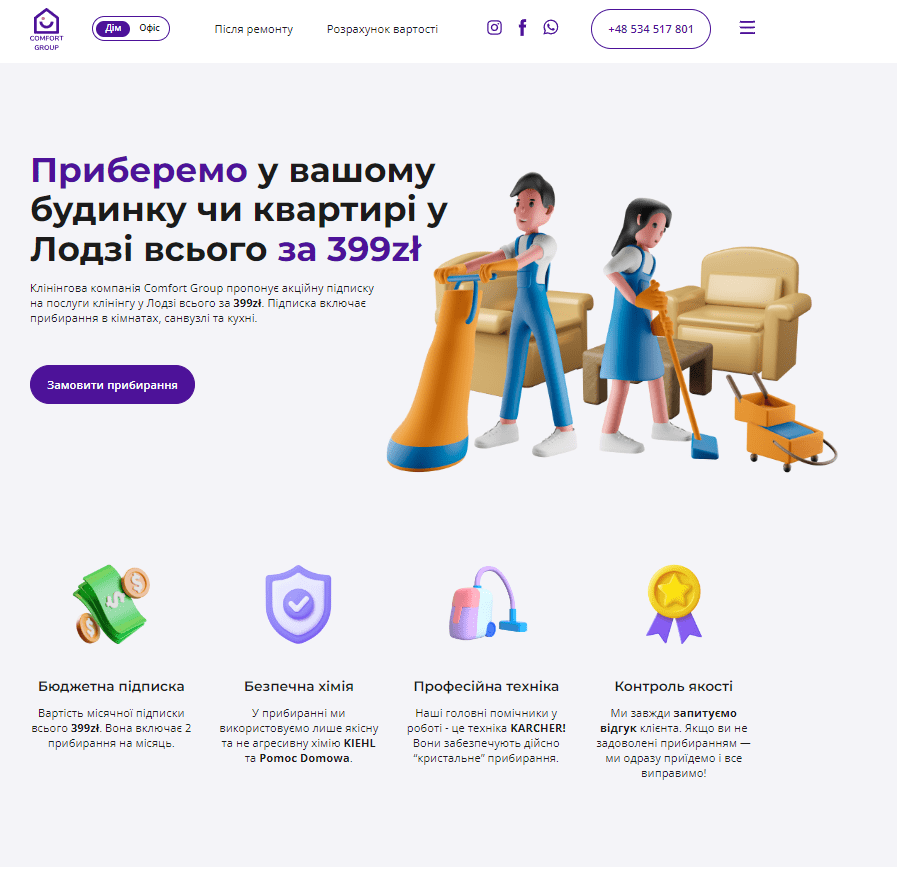 COMFORT
GROUP
Дім Офіс
Після ремонту
Розрахунок вартості
+48 534 517 801
Приберемо у вашому
будинку чи квартирі у
Лодзі всього за 399zł
Клінінгова компанія Comfort Group пропонує акційну підписку
на послуги клінінгу у Лодзі всього за 399zł. Підписка включає
прибирання в кімнатах, санвузлі та кухні.
Замовити прибирання
Бюджетна підписка
Вартість місячної підписки
всього 399zł. Вона включає 2
прибирання на місяць.
Безпечна хімія
У прибиранні ми
використовуємо лише якісну
та не агресивну хімію KIEHL
та Pomoc Domowa.
Професійна техніка
Наші головні помічники у
роботі - це техніка KARCHER!
Вони забезпечують дійсно
“кристальне” прибирання.
Контроль якості
Ми завжди запитуємо
відгук клієнта. Якщо ви не
задоволені прибиранням —
ми одразу приїдемо і все
виправимо!